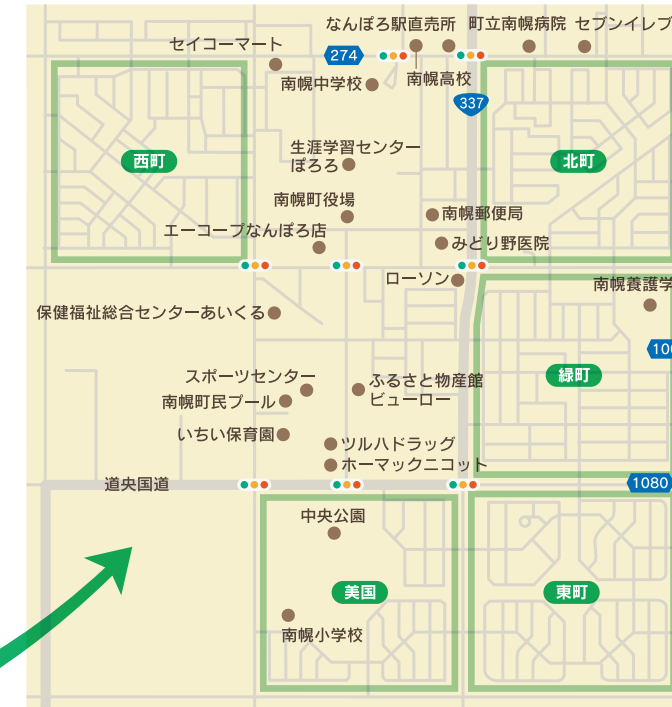 なんぽろ駅直売所
町立南幌病院
セブンイレブ
セイコーマート
274
南幌中学校
南幌高校
337
生涯学習センター
ぽろろ
西町
北町
南幌町役場
南幌郵便局
エーコープなんぽろ店
みどり野医院
ローソン
南幌養護学
保健福祉総合センターあいくる
スポーツセンター
ふるさと物産館
ビューロー
緑町
南幌町民プール
いちい保育園
ツルハドラッグ
ホーマックニコット
道央国道
1080
中央公園
美国
東町
南幌小学校